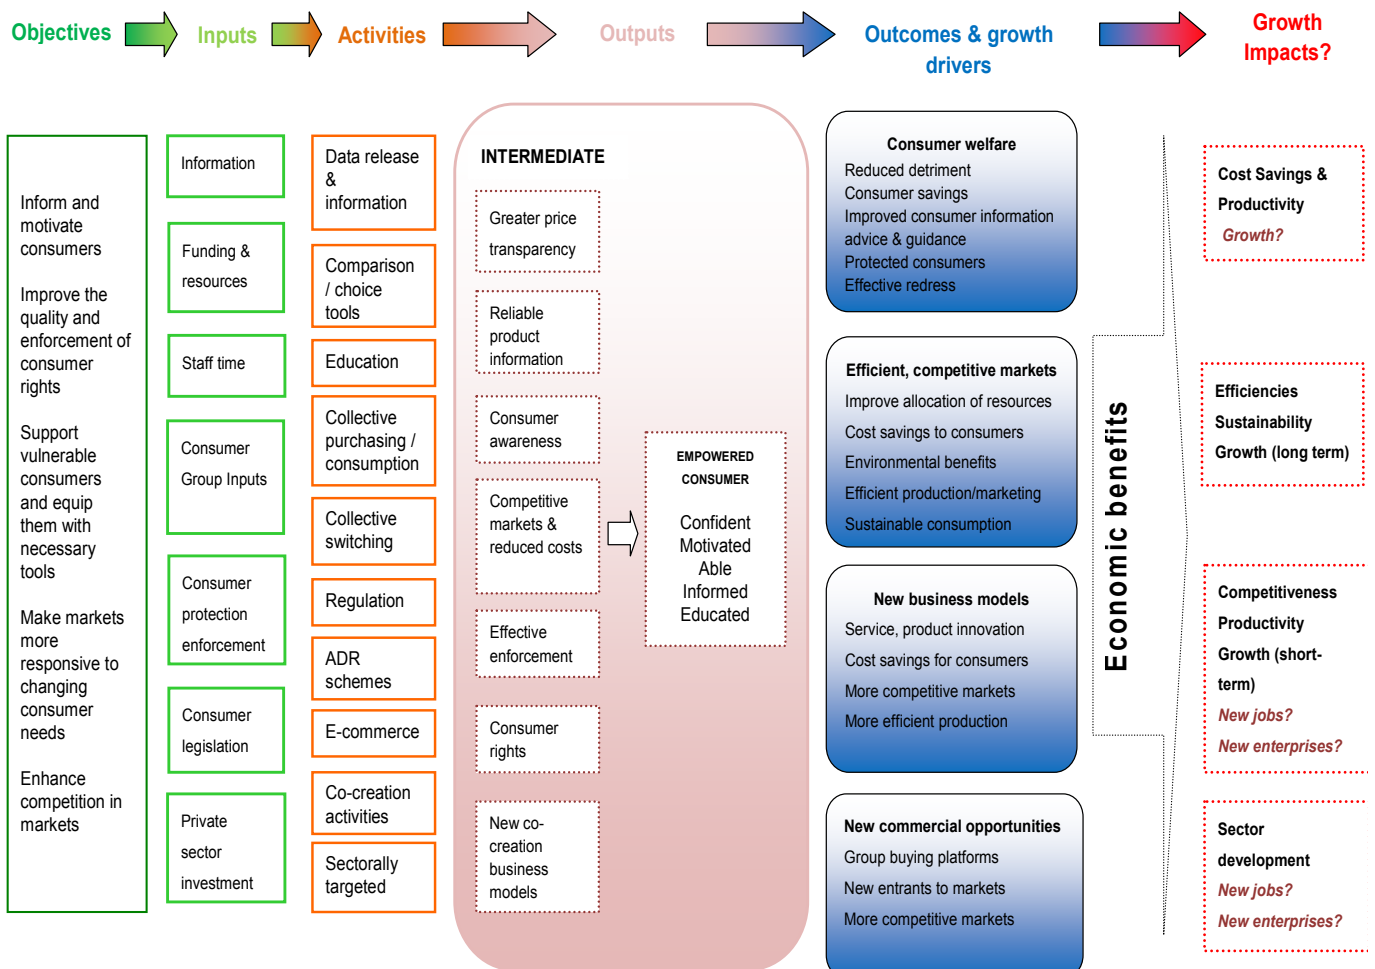 Objectives
Inputs
Activities
Outputs
Outcomes & growth
drivers
Growth
Impacts?
Inform and
motivate
consumers
Improve the
quality and
enforcement of
consumer
rights
Support
vulnerable
consumers
and equip
them with
necessary
tools
Make markets
more
responsive to
changing
consumer
needs
Enhance
competition in
markets
Information
Funding &
resources
Staff time
Consumer
Group Inputs
Consumer
protection
enforcement
Consumer
legislation
Private
sector
investment
Data release
&
information
Comparison
/ choice
tools
Education
Collective
purchasing /
consumption
Collective
switching
Regulation
ADR
schemes
E-commerce
Co-creation
activities
Sectorally
targeted
INTERMEDIATE
Greater price
transparency
Reliable
product
information
Consumer
awareness
Competitive
markets &
reduced costs
Effective
enforcement
Consumer
rights
New co-
creation
business
models
EMPOWERED
CONSUMER
Confident
Motivated
Able
Informed
Educated
Consumer welfare
Reduced detriment
Consumer savings
Improved consumer information
advice & guidance
Protected consumers
Effective redress
Efficient, competitive markets
Improve allocation of resources
Cost savings to consumers
Environmental benefits
Efficient production/marketing
Sustainable consumption
New business models
Service, product innovation
Cost savings for consumers
More competitive markets
More efficient production
New commercial opportunities
Group buying platforms
New entrants to markets
More competitive markets
Economic benefits
Cost Savings &
Productivity
Growth?
Efficiencies
Sustainability
Growth (long term)
Competitiveness
Productivity
Growth (short-
term)
New jobs?
New enterprises?
Sector
development
New jobs?
New enterprises?